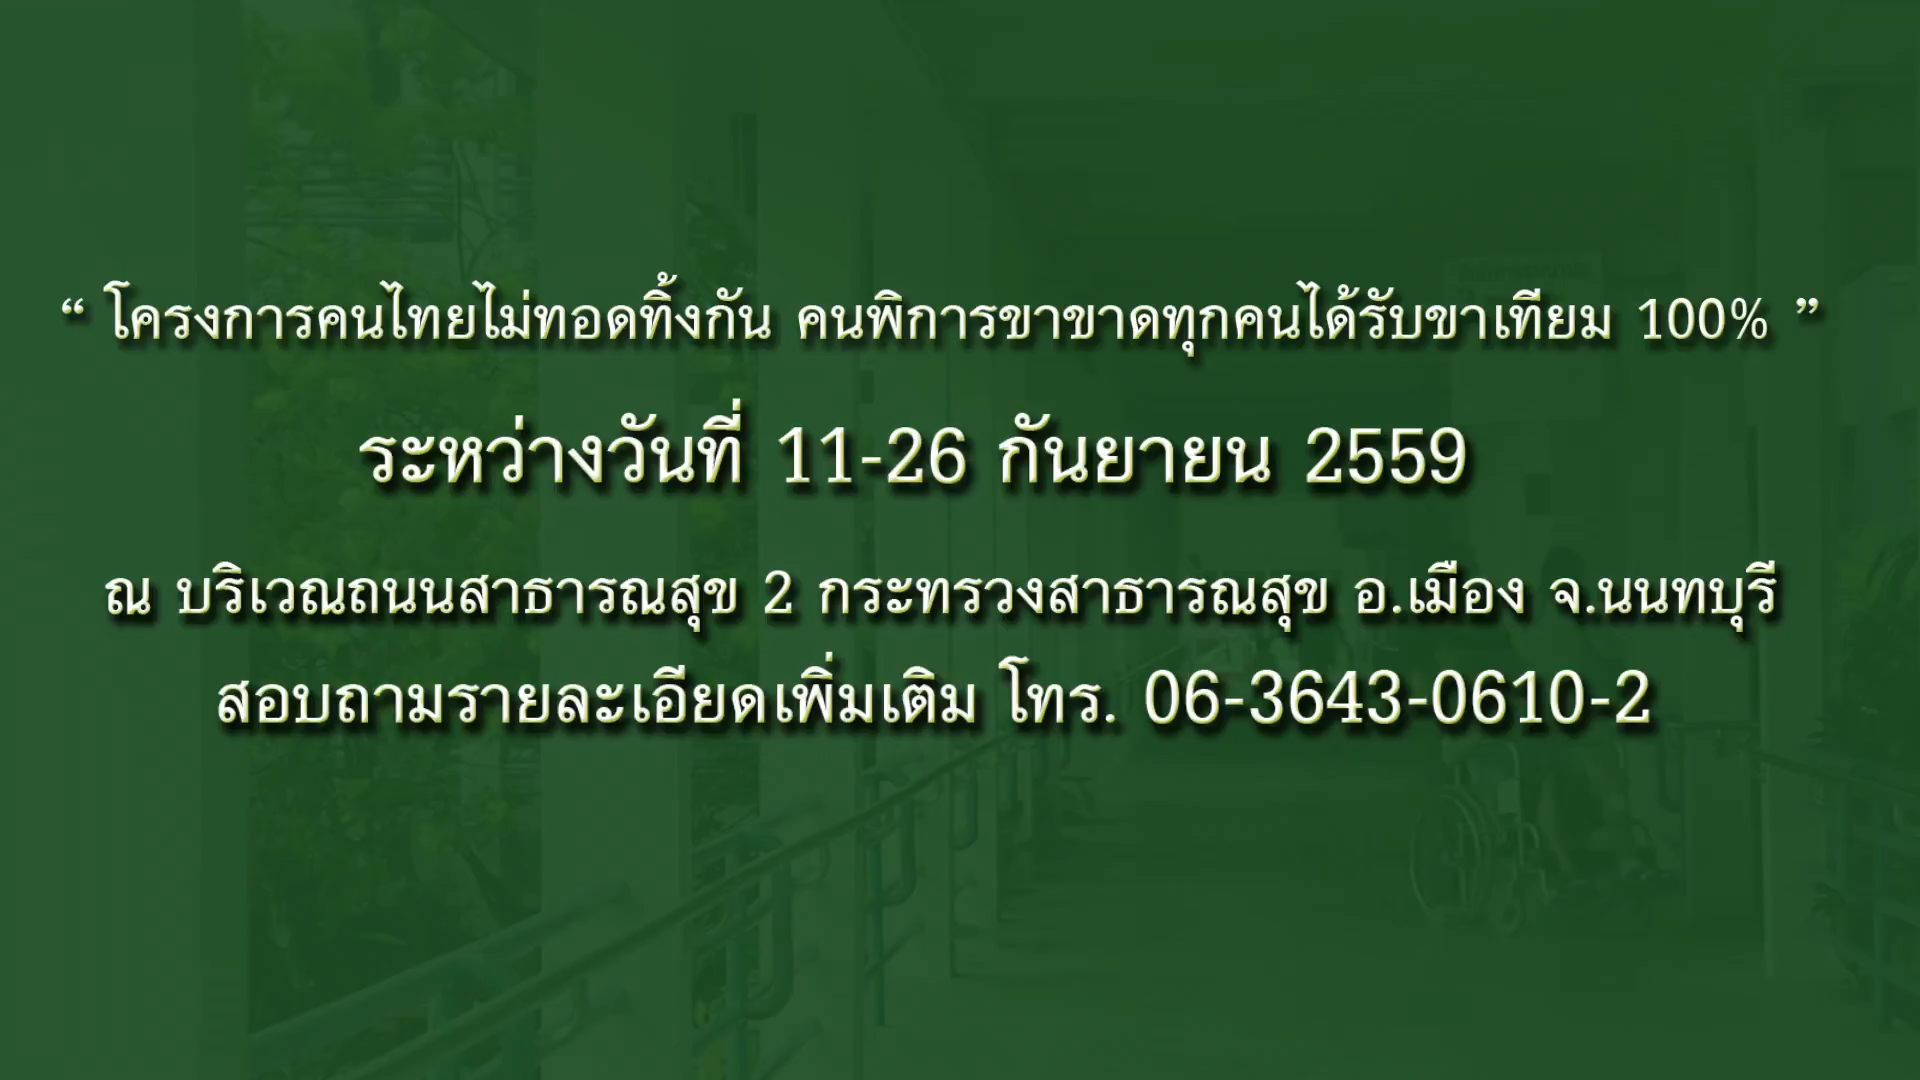 “ โครงการคนไทยไม่ทอดทิ้งกัน คนพิการขาขาดทุกคนได้รับขาเทียม 100% ”
ระหว่างวันที่ 11-26 กันยายน 2559
ณ บริเวณถนนสาธารณสุข 2 กระทรวงสาธารณสุข อ.เมือง จ.นนทบุรี
สอบถามรายละเอียดเพิ่มเติม โทร. 06-3643-0610-2